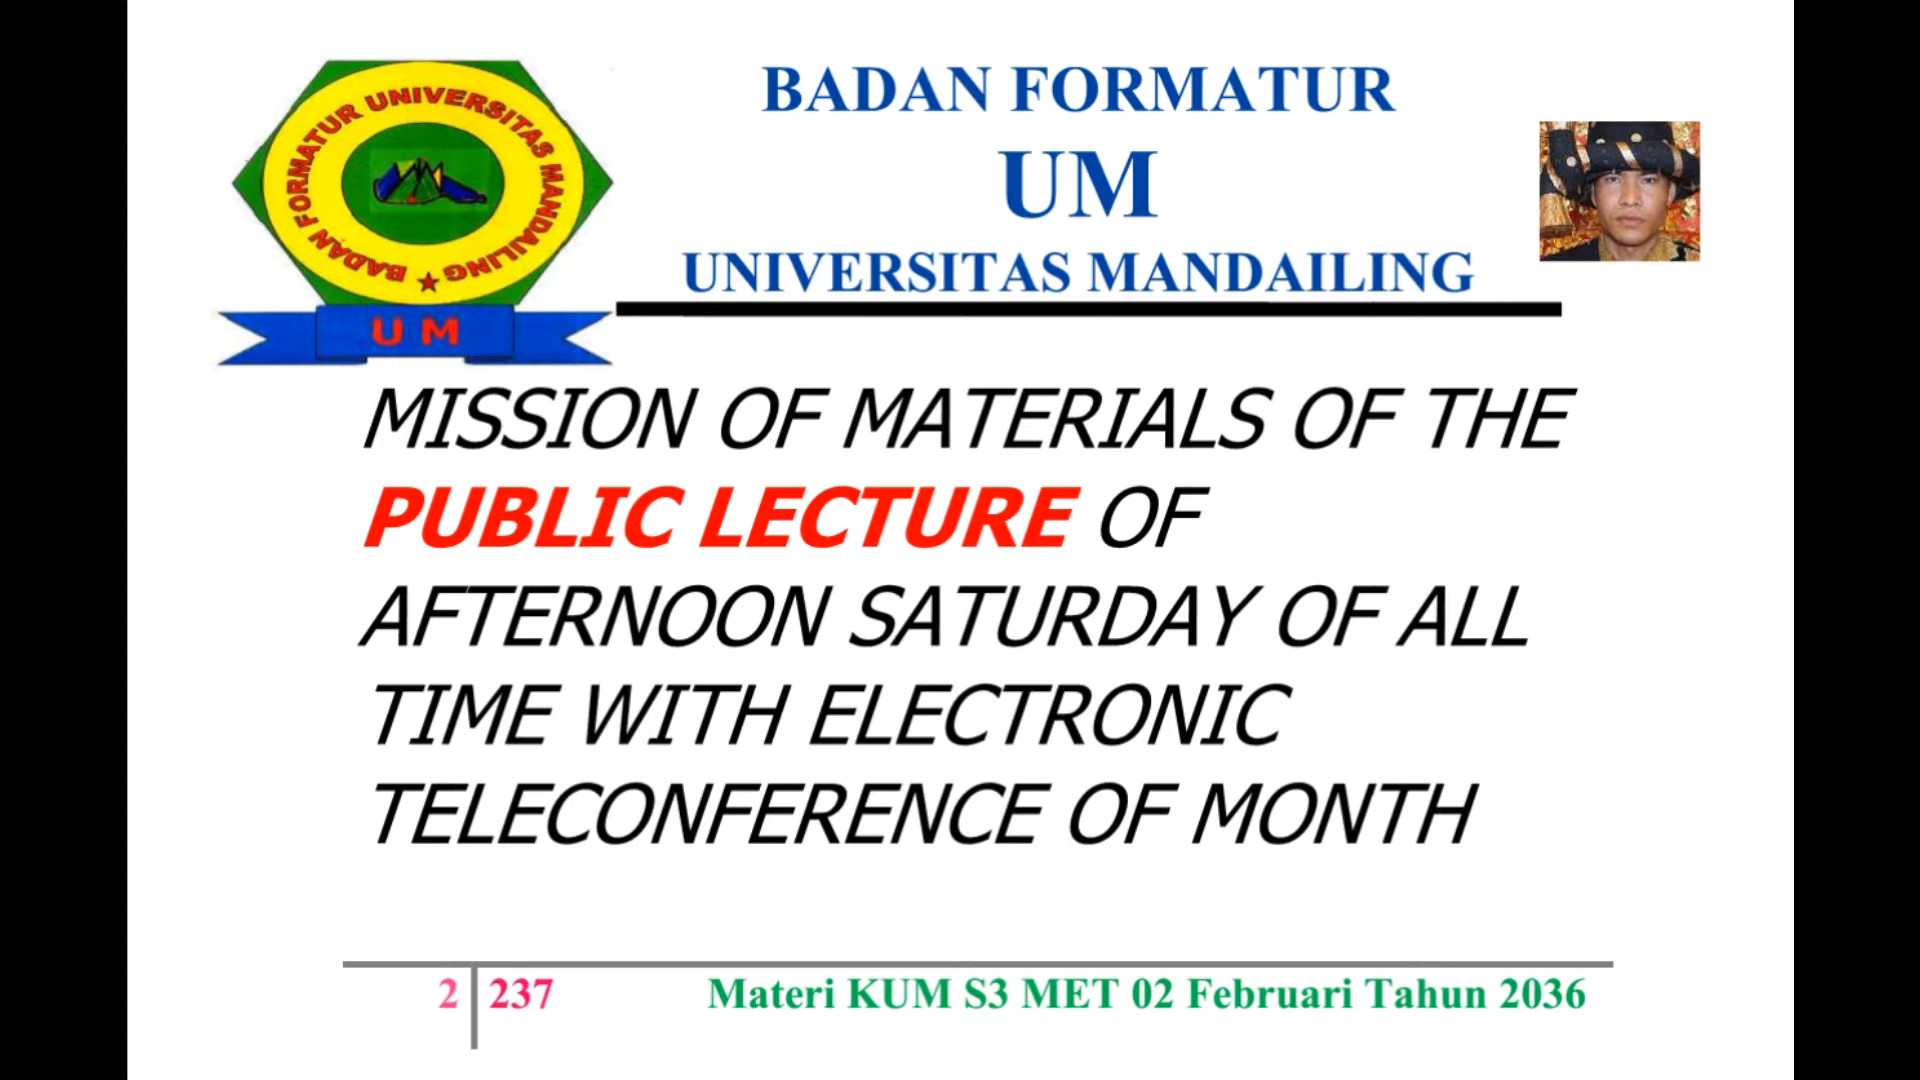 BADAN FORMATUR UNIVERSITAS MANDAILING
U M
BADAN FORMATUR
UM
UNIVERSITAS MANDAILING
MISSION OF MATERIALS OF THE
PUBLIC LECTURE OF
AFTERNOON SATURDAY OF ALL
TIME WITH ELECTRONIC
TELECONFERENCE OF MONTH
2 237 Materi KUM S3 MET 02 Februari Tahun 2036